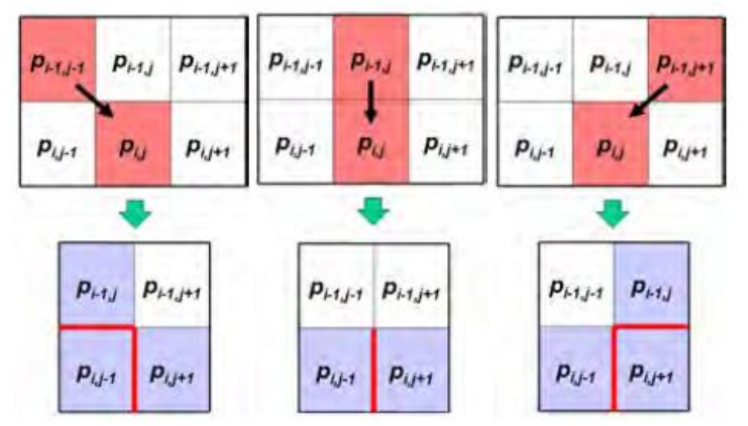 p_{i-1,j-1} p_{i-1,j} p_{i-1,j+1} p_{i-1,j-1} p_{i-1,j} p_{i-1,j+1} p_{i-1,j-1} p_{i-1,j} p_{i-1,j+1}
p_{i,j-1} p_{i,j} p_{i,j+1} p_{i,j-1} p_{i,j} p_{i,j+1} p_{i,j-1} p_{i,j} p_{i,j+1}
p_{i-1,j} p_{i-1,j+1} p_{i-1,j-1} p_{i-1,j+1} p_{i-1,j-1} p_{i-1,j}
p_{i,j-1} p_{i,j+1} p_{i,j-1} p_{i,j+1} p_{i,j-1} p_{i,j+1}